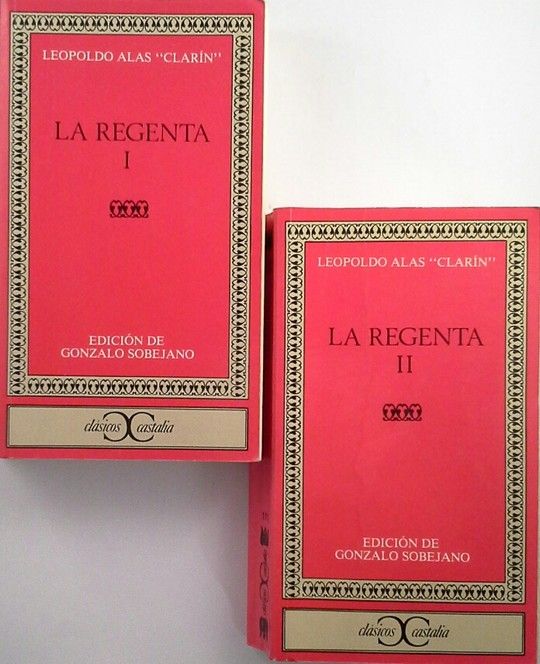 LEOPOLDO ALAS "CLARÍN"
LA REGENTA
I
EDICIÓN DE
GONZALO SOBEJANO
clásicos castalia
LEOPOLDO ALAS "CLARÍN"
LA REGENTA
II
EDICIÓN DE
GONZALO SOBEJANO
clásicos castalia